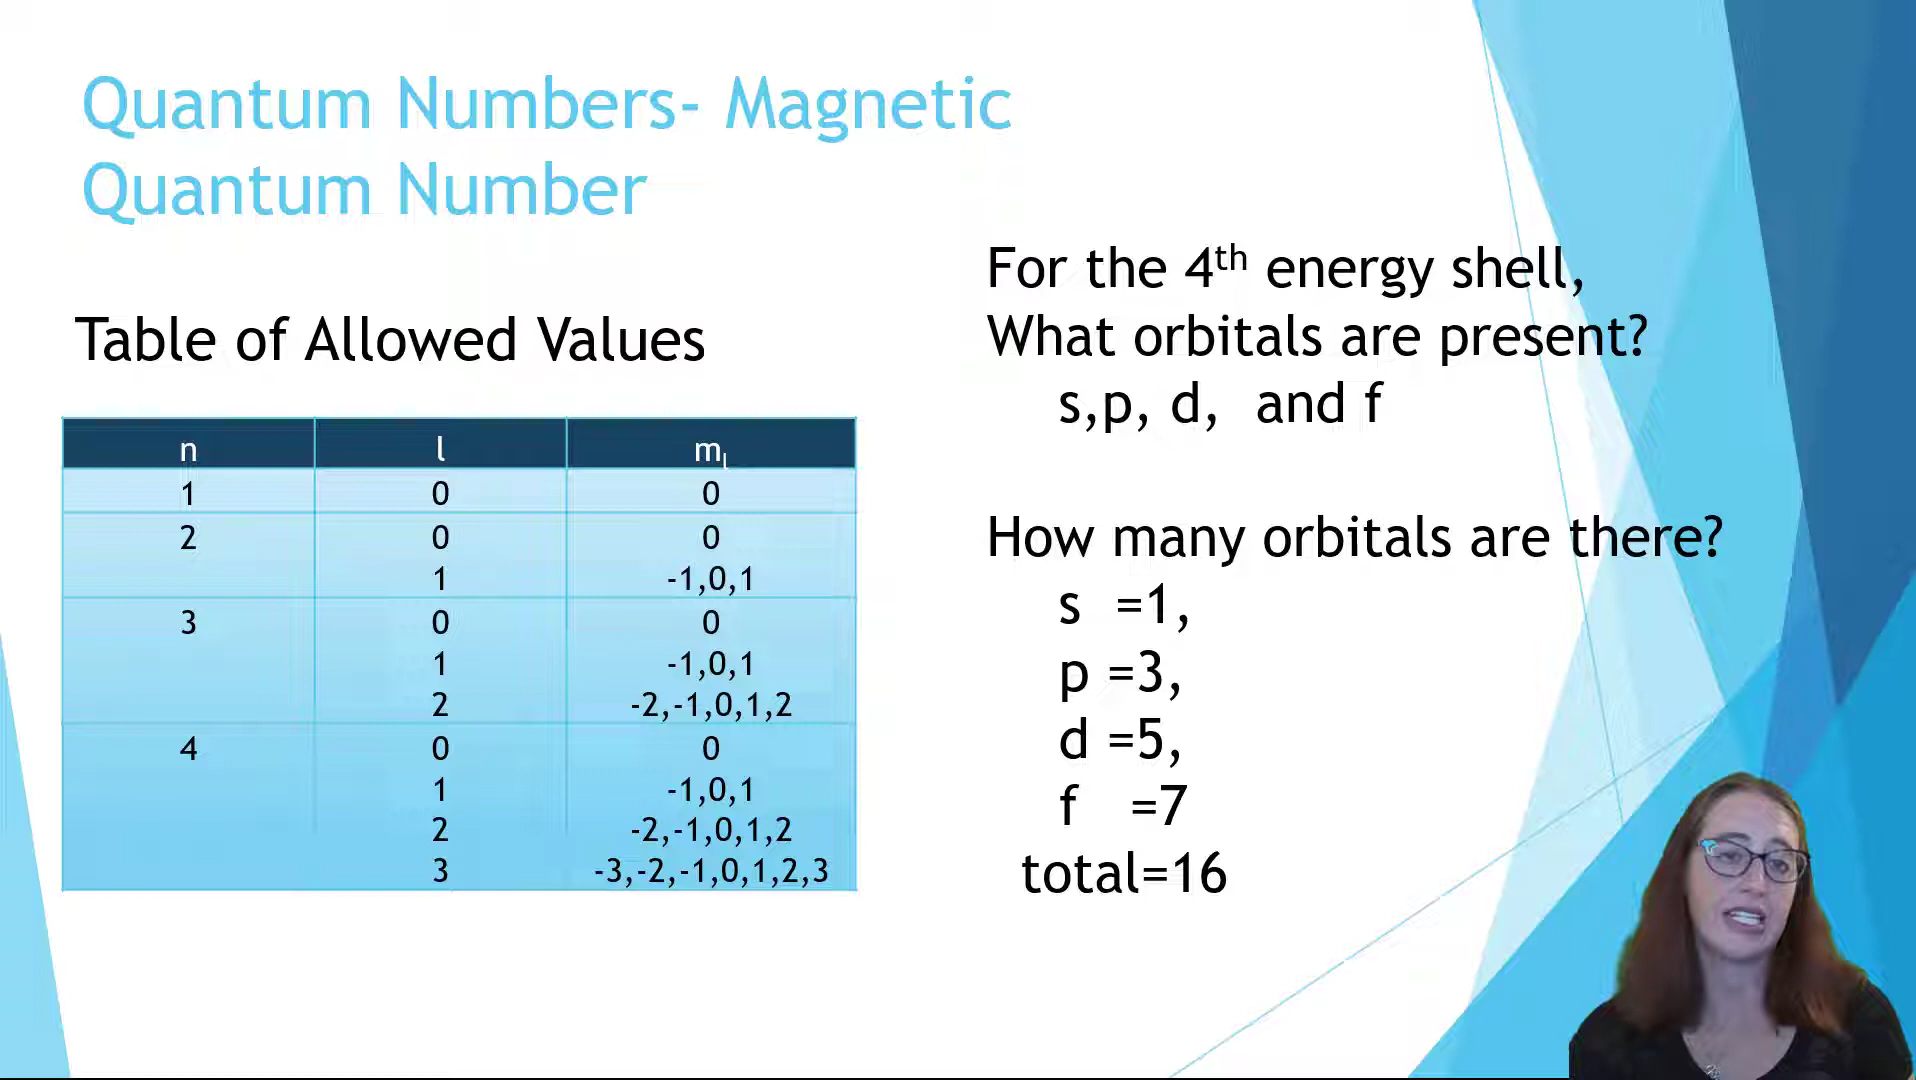 Quantum Numbers- Magnetic
Quantum Number
Table of Allowed Values
n l ml
1 0 0
2 0 0
1 -1,0,1
3 0 0
1 -1,0,1
2 -2,-1,0,1,2
4 0 0
1 -1,0,1
2 -2,-1,0,1,2
3 -3,-2,-1,0,1,2,3
For the 4th energy shell,
What orbitals are present?
s,p, d, and f
How many orbitals are there?
s =1,
p =3,
d =5,
f =7
total=16